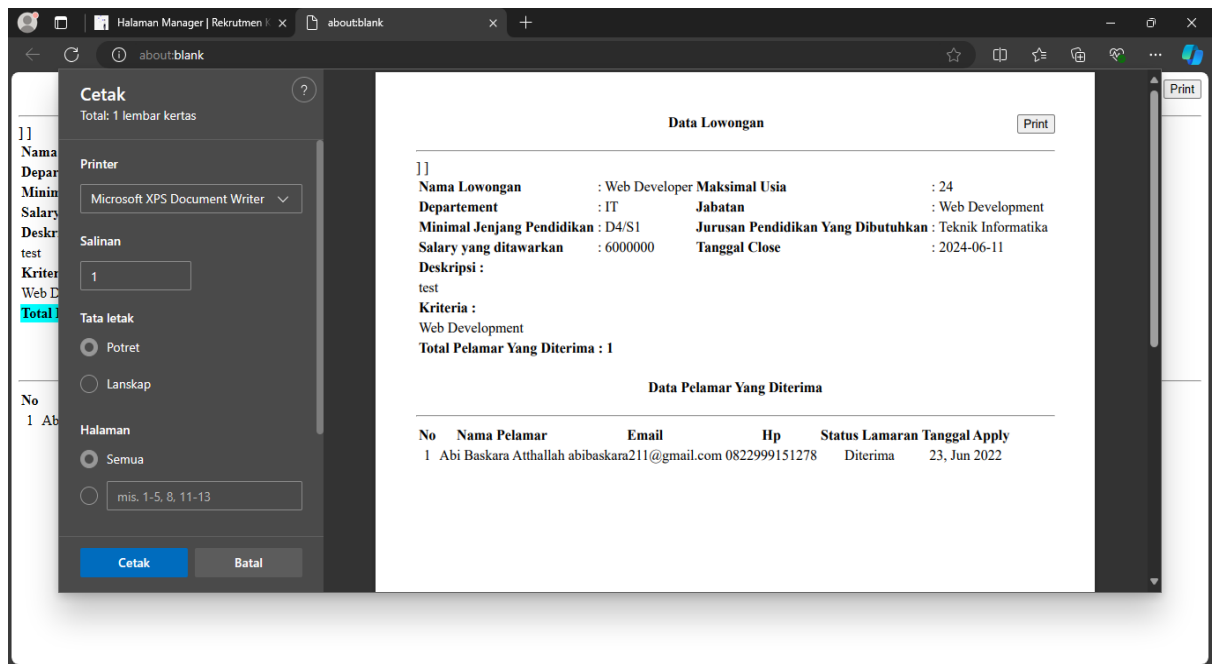 Halaman Manager | Rekrutmen K
about:blank
about:blank
Print
] ]
Nama
Depar
Minim
Salary
Deskr
test
Kriter
Web D
Total
No
1 Ab
Cetak
?
Total: 1 lembar kertas
Printer
Microsoft XPS Document Writer
Salinan
1
Tata letak
Potret
Lanskap
Halaman
Semua
mis. 1-5, 8, 11-13
Cetak Batal
Data Lowongan Print
] ]
Nama Lowongan : Web Developer Maksimal Usia : 24
Departement : IT Jabatan : Web Development
Minimal Jenjang Pendidikan : D4/S1 Jurusan Pendidikan Yang Dibutuhkan : Teknik Informatika
Salary yang ditawarkan : 6000000 Tanggal Close : 2024-06-11
Deskripsi :
test
Kriteria :
Web Development
Total Pelamar Yang Diterima : 1
Data Pelamar Yang Diterima
No Nama Pelamar Email Hp Status Lamaran Tanggal Apply
1 Abi Baskara Atthallah abibaskara211@gmail.com 0822999151278 Diterima 23, Jun 2022